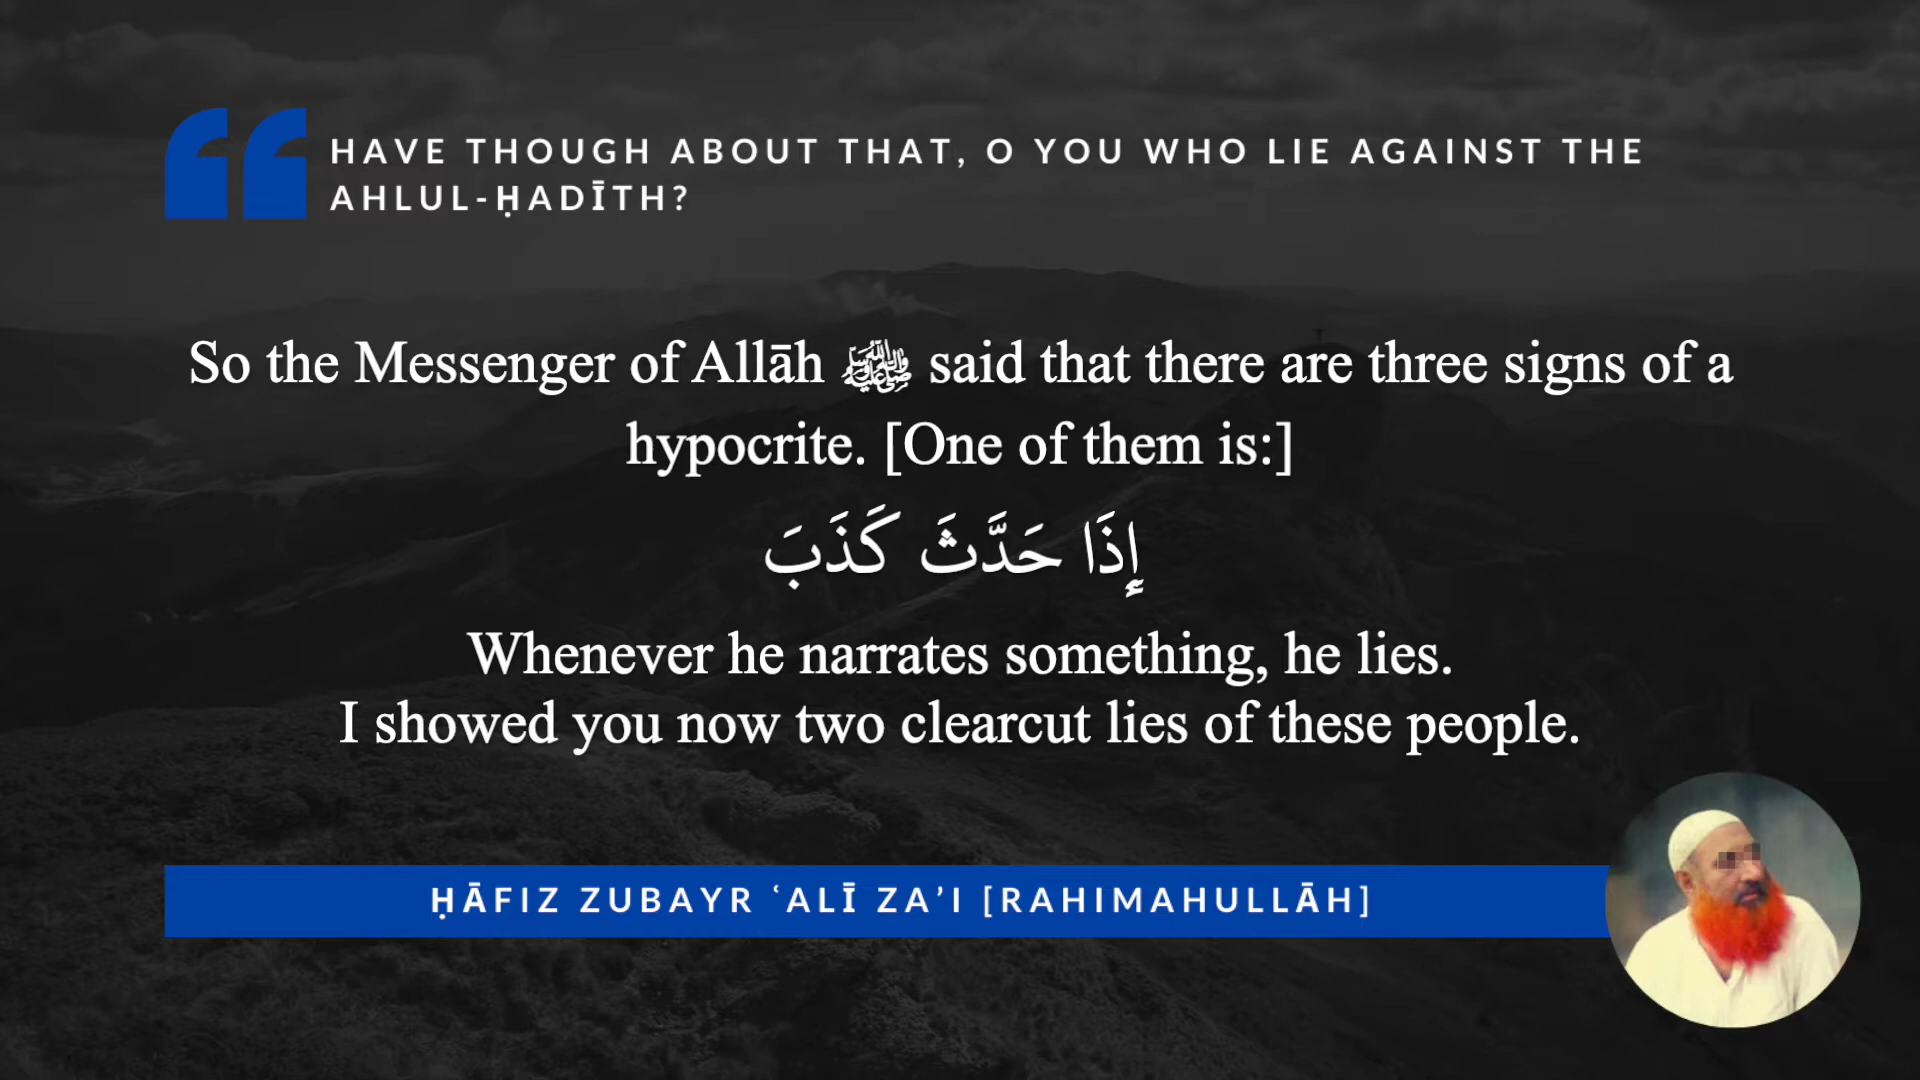 HAVE THOUGH ABOUT THAT, O YOU WHO LIE AGAINST THE
AHLUL-ḤADĪTH?
So the Messenger of Allāh ﷺ said that there are three signs of a
hypocrite. [One of them is:]
إِذَا حَدَّثَ كَذَبَ
Whenever he narrates something, he lies.
I showed you now two clearcut lies of these people.
ḤĀFIZ ZUBAYR ʿALĪ ZA’I [RAHIMAHULLĀH]